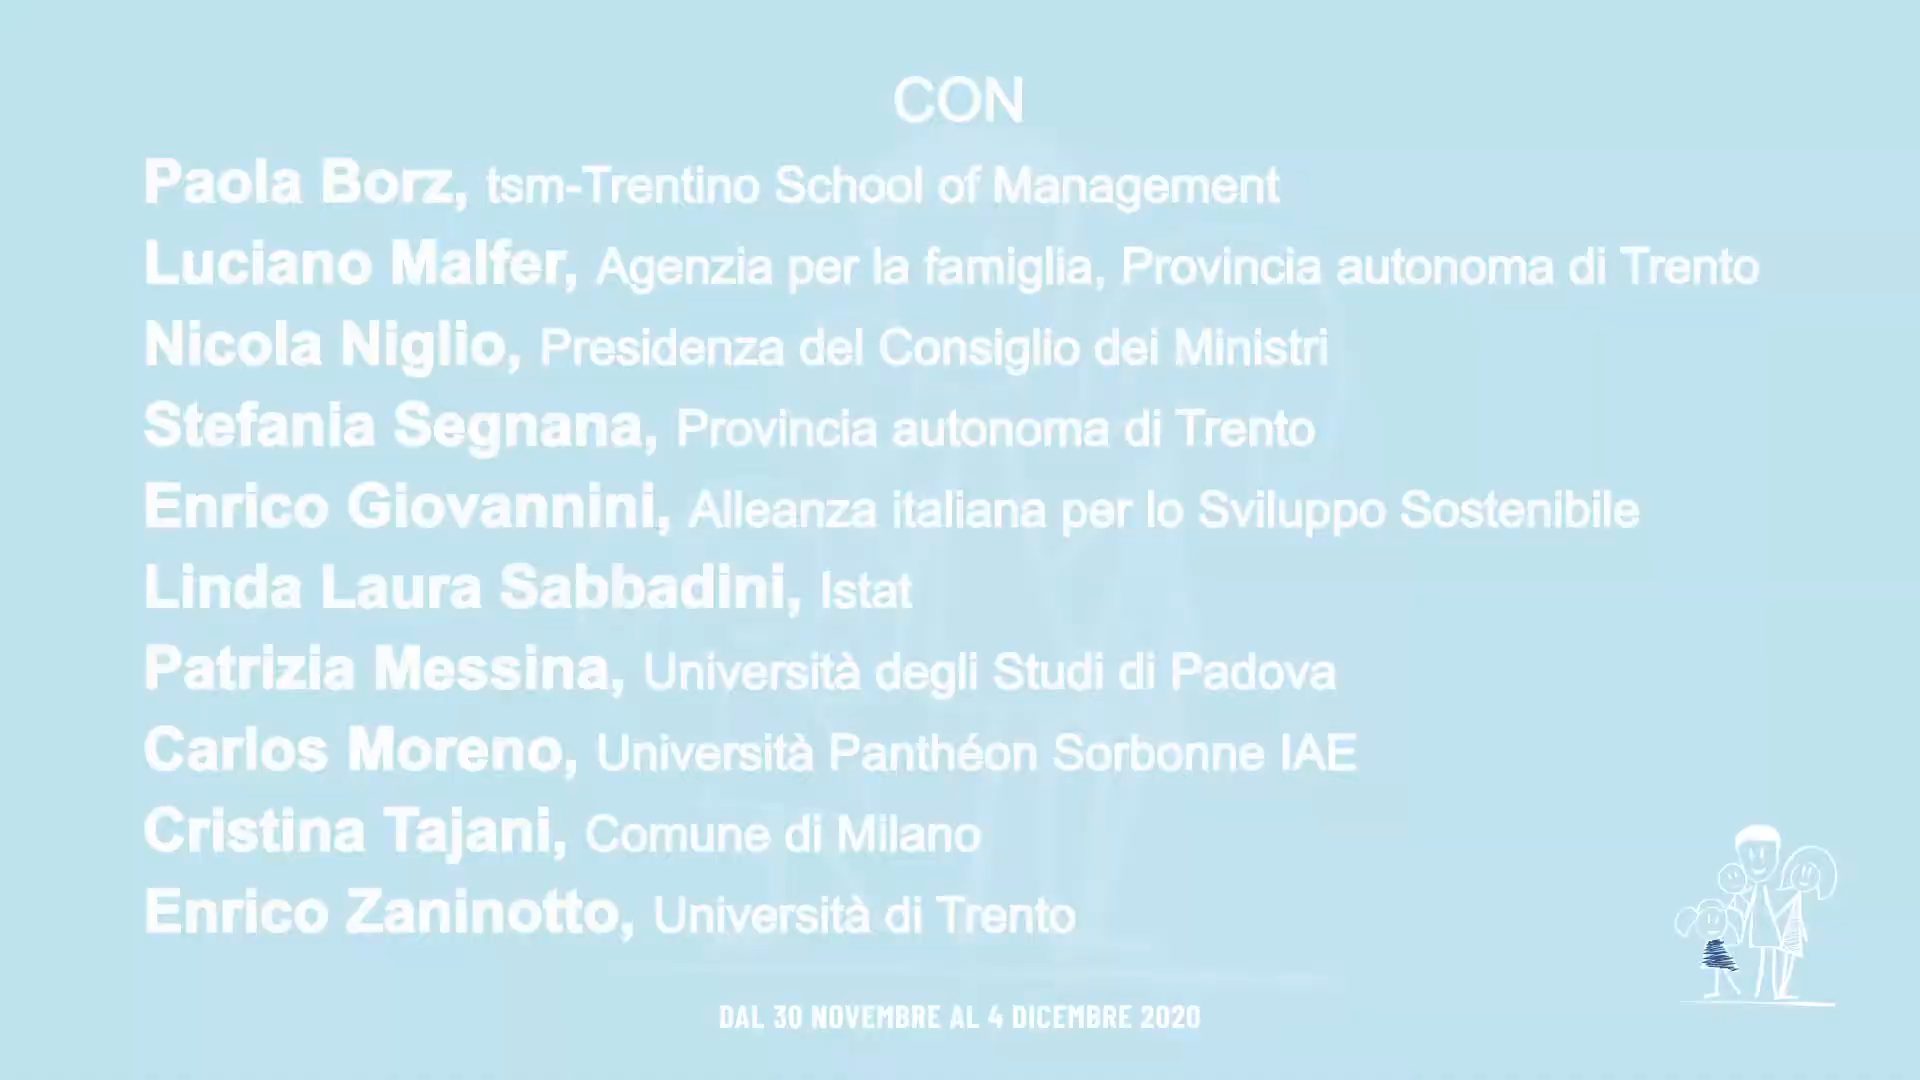 CON
Paola Borz, tsm-Trentino School of Management
Luciano Malfer, Agenzia per la famiglia, Provincia autonoma di Trento
Nicola Niglio, Presidenza del Consiglio dei Ministri
Stefania Segnana, Provincia autonoma di Trento
Enrico Giovannini, Alleanza italiana per lo Sviluppo Sostenibile
Linda Laura Sabbadini, Istat
Patrizia Messina, Università degli Studi di Padova
Carlos Moreno, Università Panthéon Sorbonne IAE
Cristina Tajani, Comune di Milano
Enrico Zaninotto, Università di Trento
DAL 30 NOVEMBRE AL 4 DICEMBRE 2020